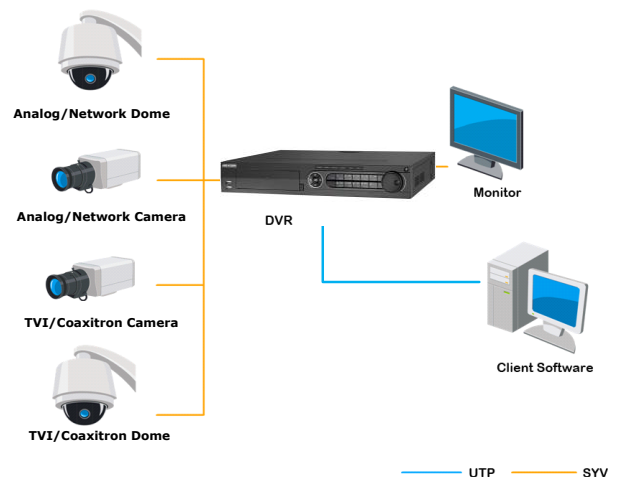 Analog/Network Dome
Analog/Network Camera
DVR
Monitor
TVI/Coaxitron Camera
Client Software
TVI/Coaxitron Dome
UTP
SYV